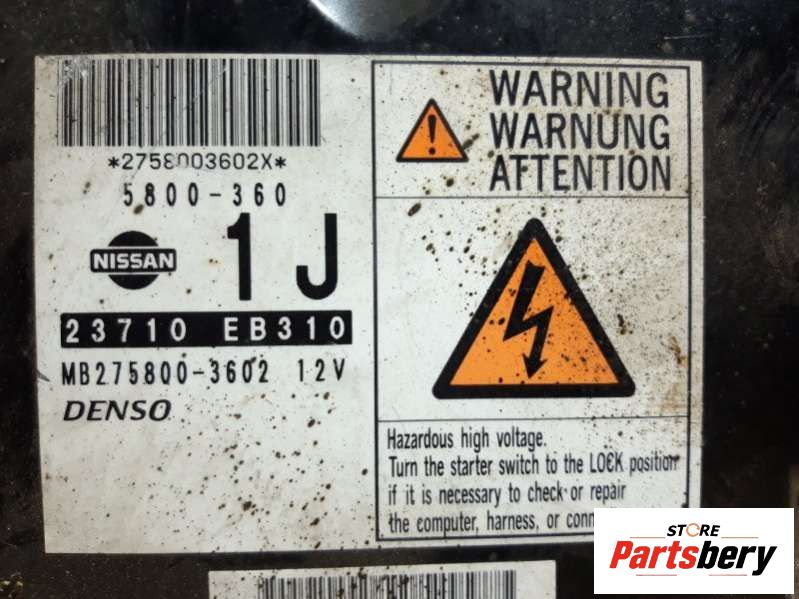 *2758003602X*
5800-360
NISSAN
1J
23710 EB310
MB275800-3602 12V
DENSO
WARNING
WARNUNG
ATTENTION
Hazardous high voltage.
Turn the starter switch to the LOCK position
if it is necessary to check or repair
the computer, harness, or
STORE
Partsbery